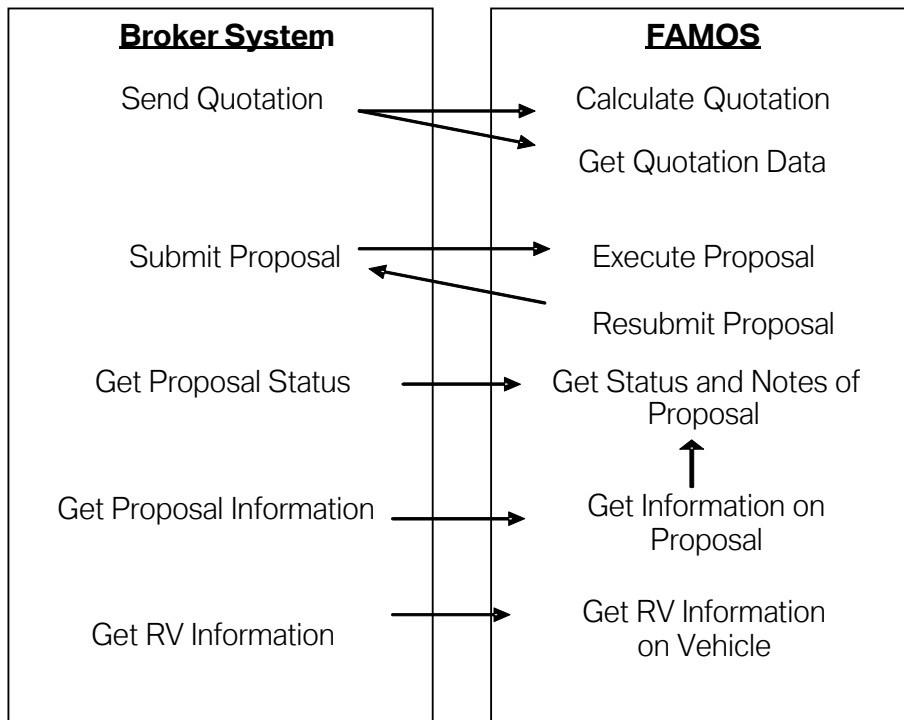 Broker System
FAMOS
Send Quotation
Calculate Quotation
Get Quotation Data
Submit Proposal
Execute Proposal
Resubmit Proposal
Get Proposal Status
Get Status and Notes of
Proposal
Get Proposal Information
Get Information on
Proposal
Get RV Information
Get RV Information
on Vehicle